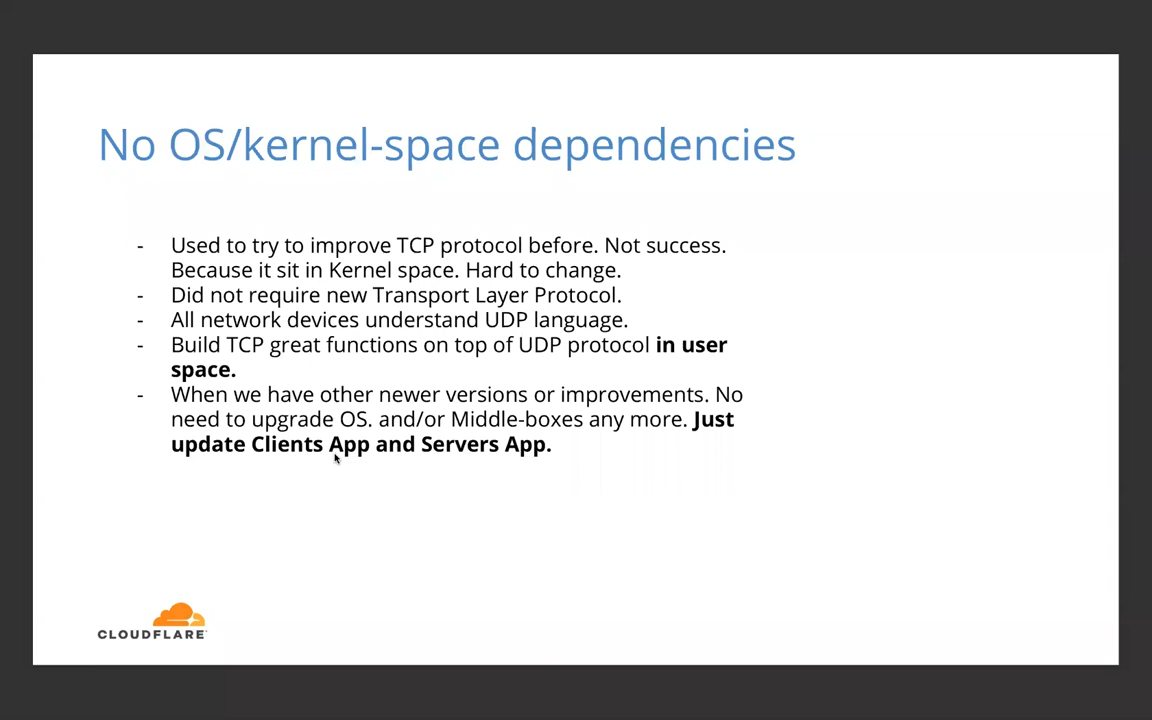 No OS/kernel-space dependencies
- Used to try to improve TCP protocol before. Not success.
Because it sit in Kernel space. Hard to change.
- Did not require new Transport Layer Protocol.
- All network devices understand UDP language.
- Build TCP great functions on top of UDP protocol in user
space.
- When we have other newer versions or improvements. No
need to upgrade OS. and/or Middle-boxes any more. Just
update Clients App and Servers App.
CLOUDFLARE